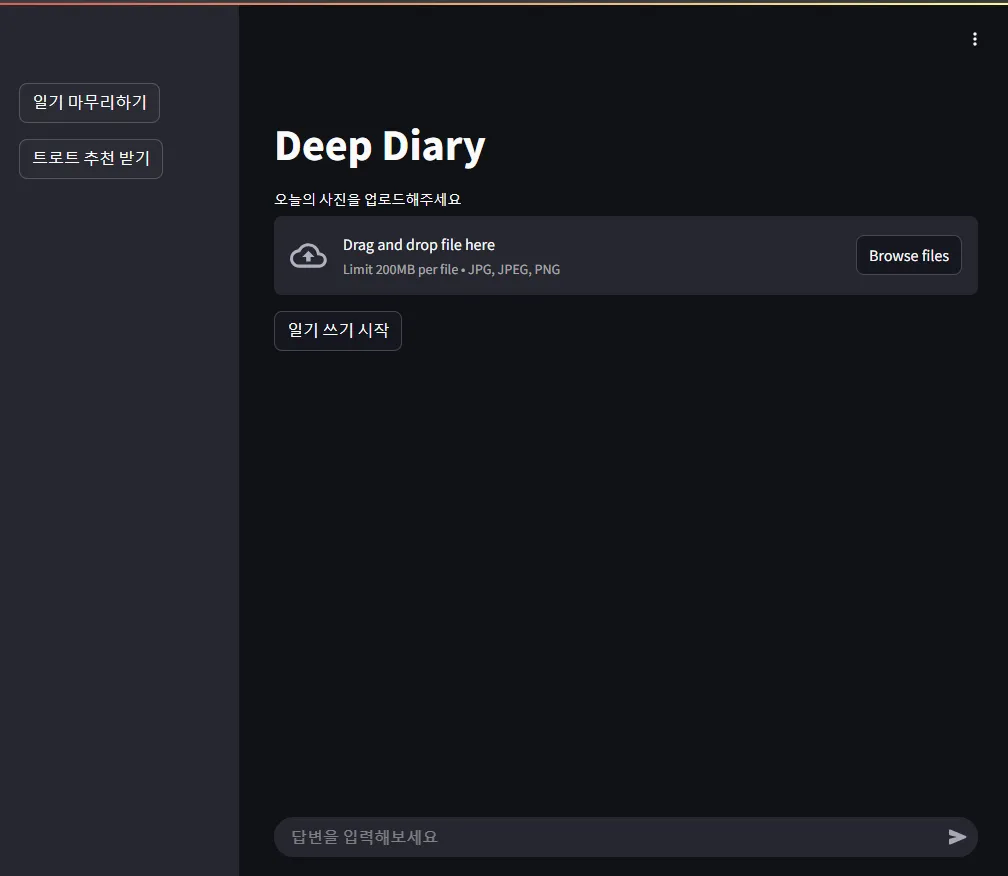 일기 마무리하기
트로트 추천 받기
Deep Diary
오늘의 사진을 업로드해주세요
Drag and drop file here
Limit 200MB per file • JPG, JPEG, PNG
Browse files
일기 쓰기 시작
답변을 입력해보세요